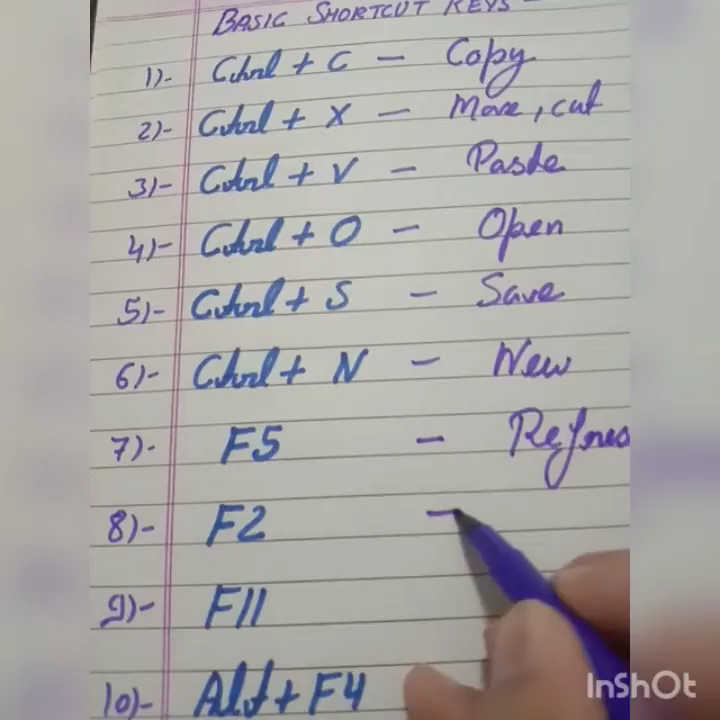 BASIC SHORTCUT KEYS -
1)- Ctrl + C - Copy
2)- Ctrl + X - Move, cut
3)- Ctrl + V - Paste
4)- Ctrl + O - Open
5)- Ctrl + S - Save
6)- Ctrl + N - New
7)- F5 - Refres
8)- F2 -
9)- F11
10)- Alt + F4
InShOt